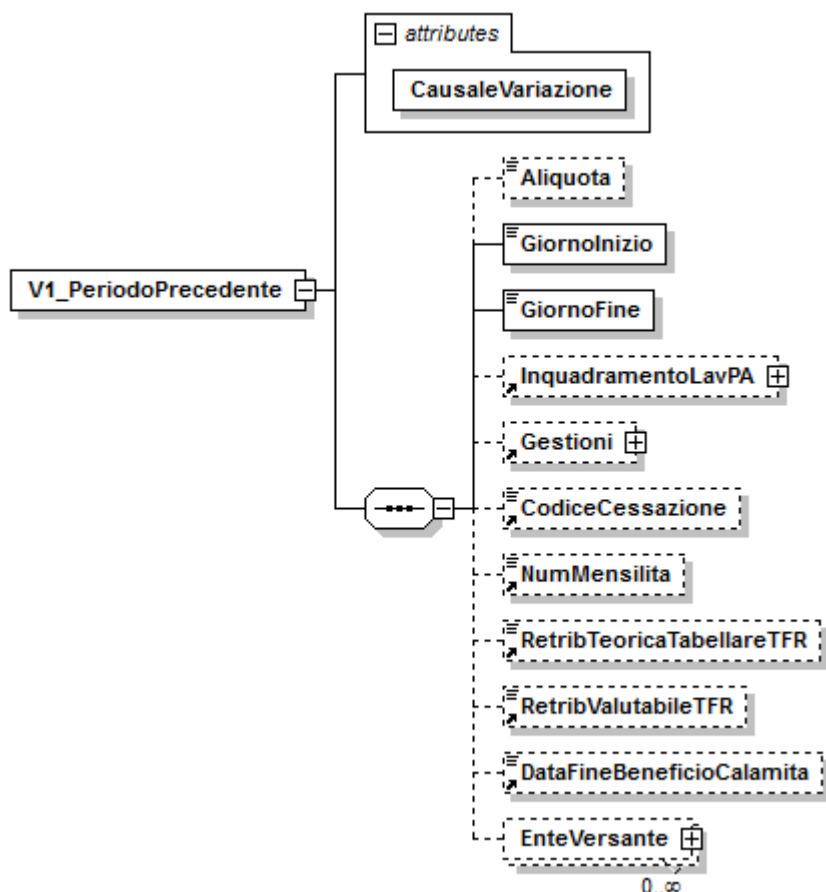 attributes
CausaleVariazione
Aliquota
GiornoInizio
V1_PeriodoPrecedente
GiornoFine
InquadramentoLavPA
Gestioni
CodiceCessazione
NumMensilita
RetribTeoricaTabellareTFR
RetribValutabileTFR
DataFineBeneficioCalamita
EnteVersante
0..∞